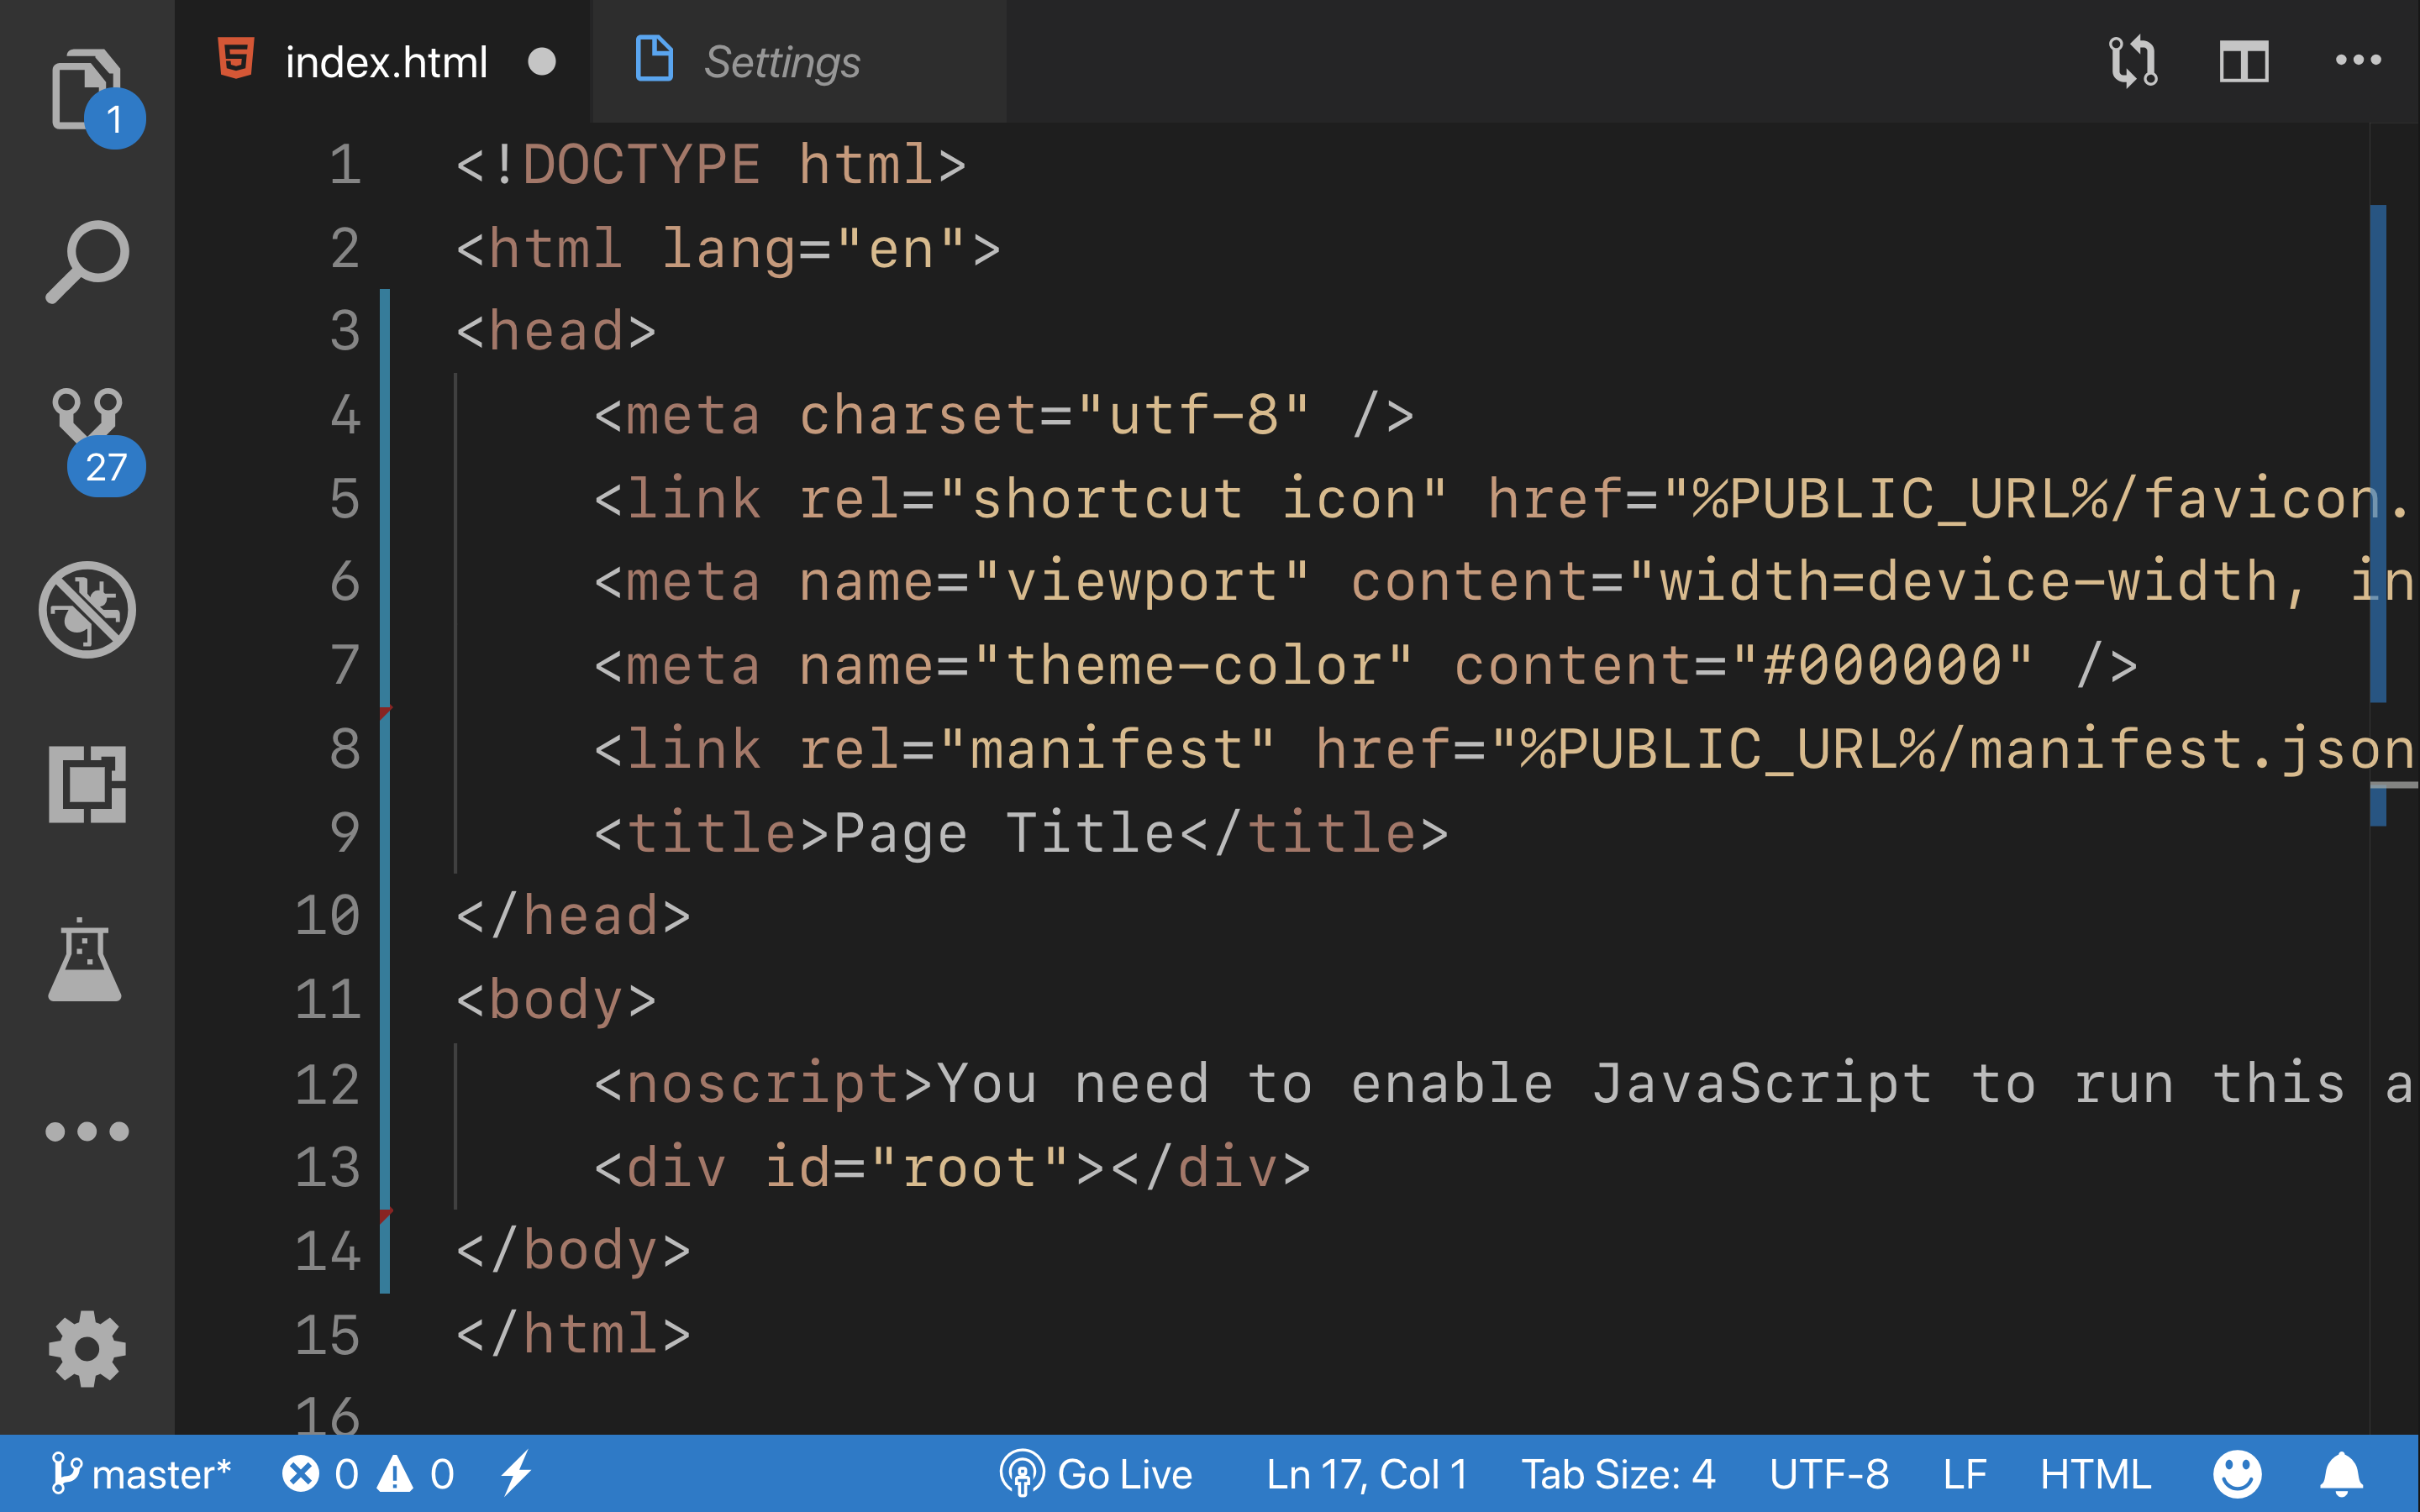 index.html Settings
1
27
1 <!DOCTYPE html>
2 <html lang="en">
3 <head>
4 <meta charset="utf-8" />
5 <link rel="shortcut icon" href="%PUBLIC_URL%/favicon.
6 <meta name="viewport" content="width=device-width, in
7 <meta name="theme-color" content="#000000" />
8 <link rel="manifest" href="%PUBLIC_URL%/manifest.json
9 <title>Page Title</title>
10 </head>
11 <body>
12 <noscript>You need to enable JavaScript to run this a
13 <div id="root"></div>
14 </body>
15 </html>
16
master* 0 0 Go Live Ln 17, Col 1 Tab Size: 4 UTF-8 LF HTML